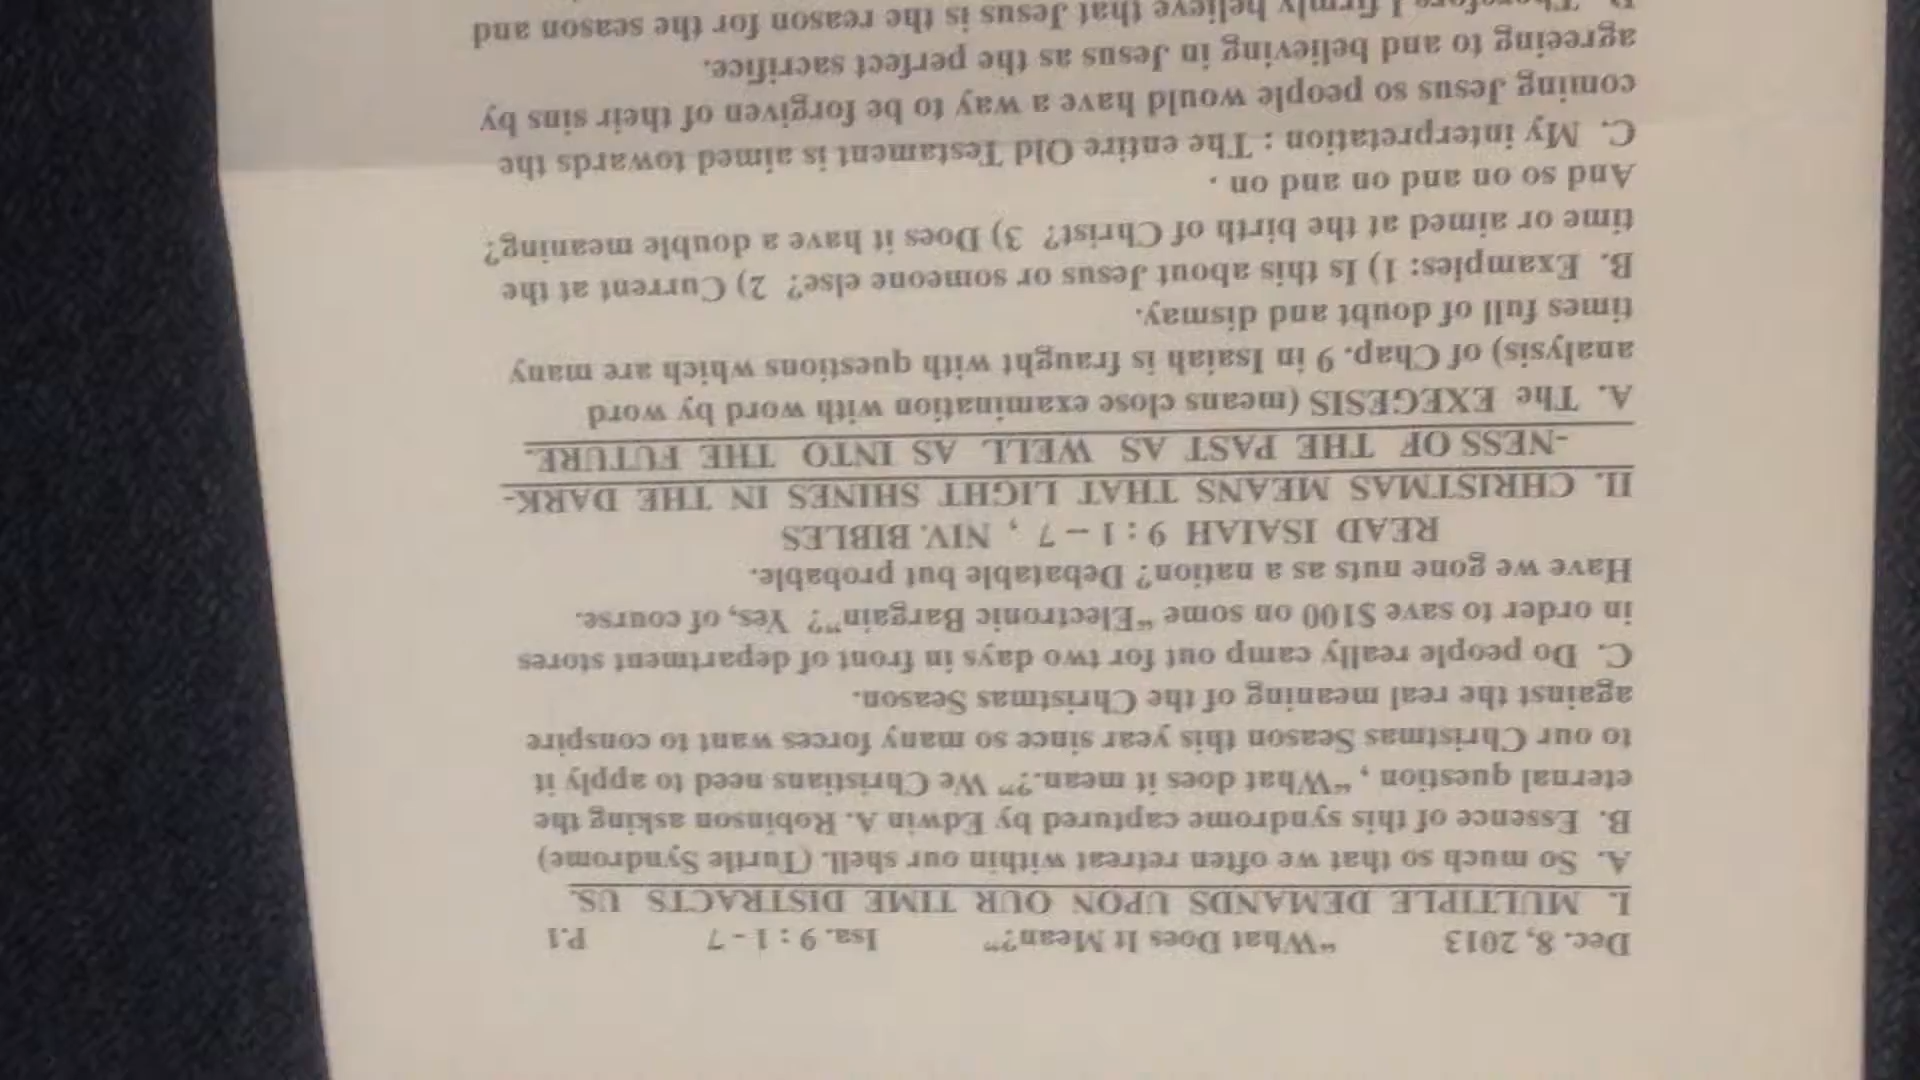 Dec. 8, 2013 “What Does It Mean?” Isa. 9 : 1 - 7 P.1
I. MULTIPLE DEMANDS UPON OUR TIME DISTRACTS US.
A. So much so that we often retreat within our shell. (Turtle Syndrome)
B. Essence of this syndrome captured by Edwin A. Robinson asking the
eternal question , “What does it mean.?” We Christians need to apply it
to our Christmas Season this year since so many forces want to conspire
against the real meaning of the Christmas Season.
C. Do people really camp out for two days in front of department stores
in order to save $100 on some “Electronic Bargain”? Yes, of course.
Have we gone nuts as a nation? Debatable but probable.
READ ISAIAH 9 : 1 – 7 , NIV. BIBLES
II. CHRISTMAS MEANS THAT LIGHT SHINES IN THE DARK-
-NESS OF THE PAST AS WELL AS INTO THE FUTURE.
A. The EXEGESIS (means close examination with word by word
analysis) of Chap. 9 in Isaiah is fraught with questions which are many
times full of doubt and dismay.
B. Examples: 1) Is this about Jesus or someone else? 2) Current at the
time or aimed at the birth of Christ? 3) Does it have a double meaning?
And so on and on and on .
C. My interpretation : The entire Old Testament is aimed towards the
coming Jesus so people would have a way to be forgiven of their sins by
agreeing to and believing in Jesus as the perfect sacrifice.
D. Therefore I firmly believe that Jesus is the reason for the season and